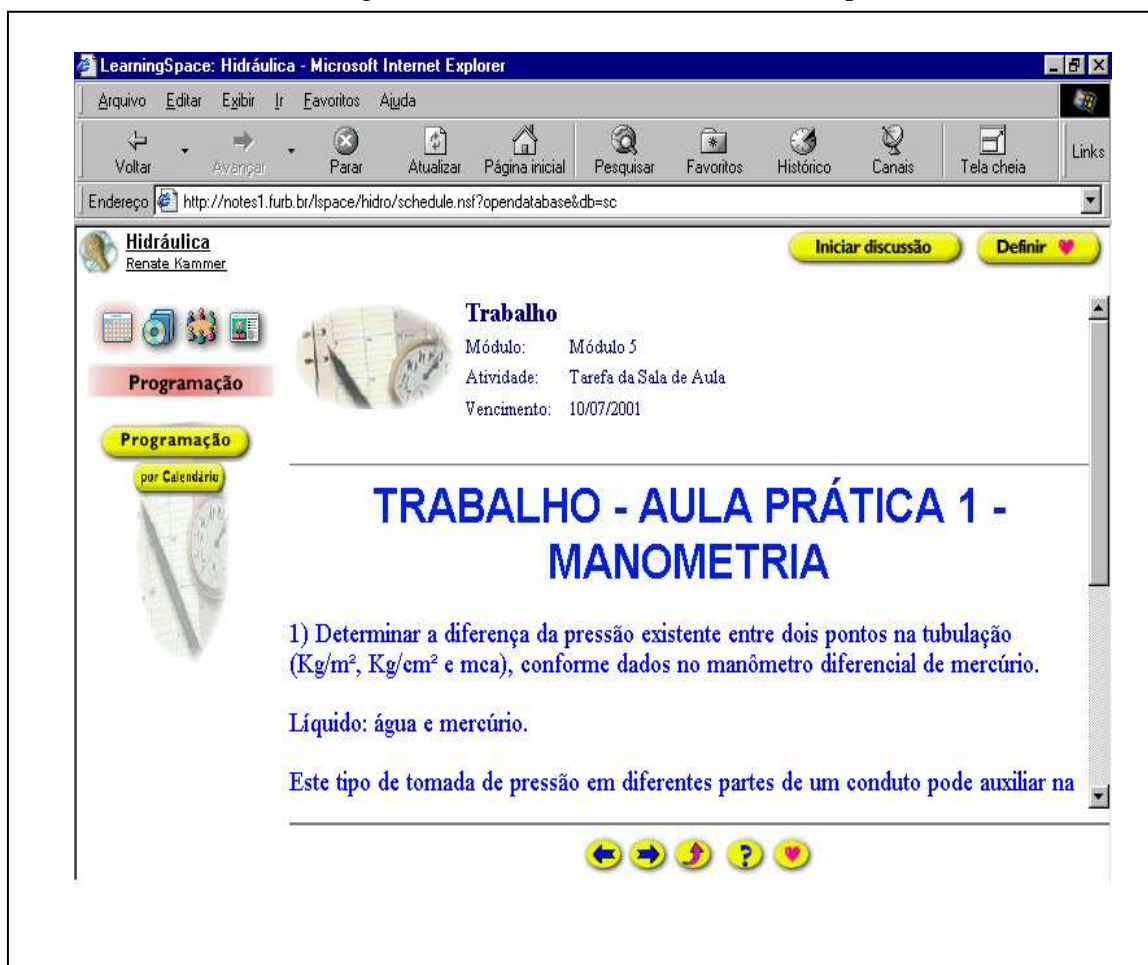 LearningSpace: Hidráulica - Microsoft Internet Explorer
Arquivo Editar Exibir Ir Favoritos Ajuda
Voltar Avançar Parar Atualizar Página inicial Pesquisar Favoritos Histórico Canais Tela cheia Links
Endereço http://notes1.furb.br/lspace/hidro/schedule.nsf?opendatabase&db=sc
Hidráulica
Renate Kammer
Iniciar discussão Definir
Programação
Programação
por Calendário
Trabalho
Módulo: Módulo 5
Atividade: Tarefa da Sala de Aula
Vencimento: 10/07/2001
TRABALHO - AULA PRÁTICA 1 -
MANOMETRIA
1) Determinar a diferença da pressão existente entre dois pontos na tubulação
(Kg/m², Kg/cm² e mca), conforme dados no manômetro diferencial de mercúrio.
Líquido: água e mercúrio.
Este tipo de tomada de pressão em diferentes partes de um conduto pode auxiliar na